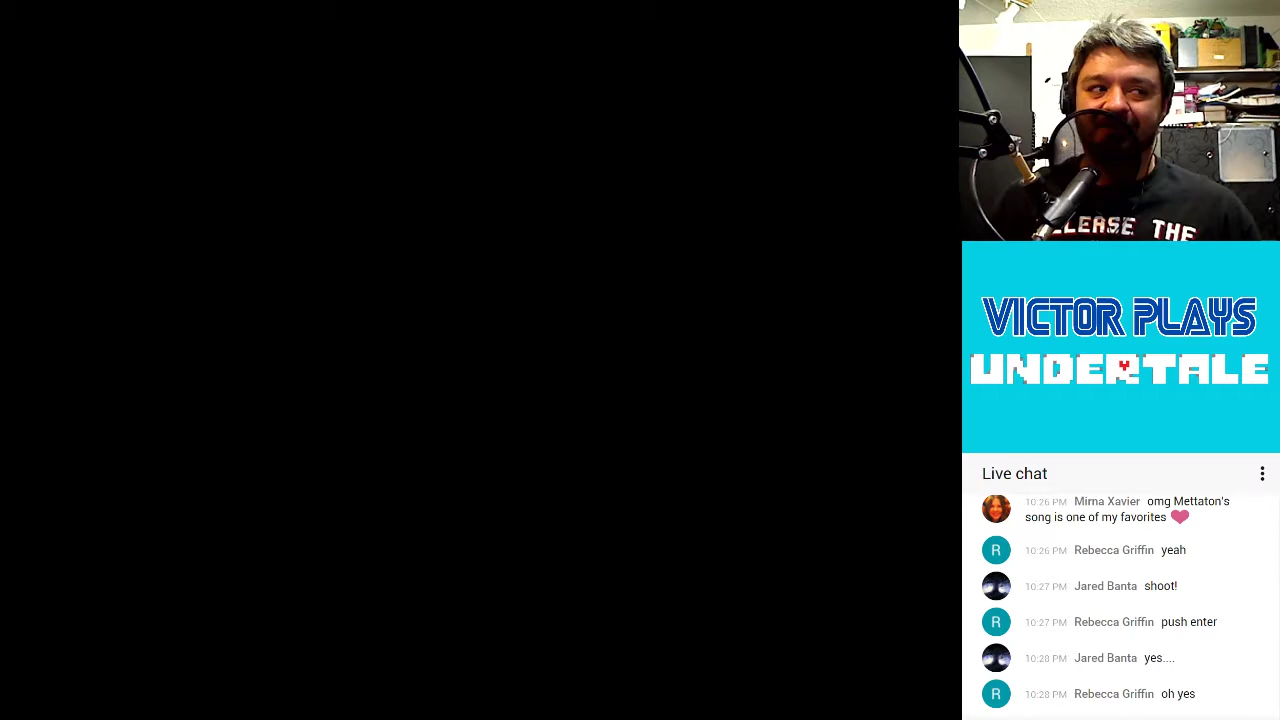 LEASE THE
VICTOR PLAYS
UNDERTALE
Live chat
10:26 PM Mirna Xavier omg Mettaton's
song is one of my favorites
R 10:26 PM Rebecca Griffin yeah
10:27 PM Jared Banta shoot!
R 10:27 PM Rebecca Griffin push enter
10:28 PM Jared Banta yes....
R 10:28 PM Rebecca Griffin oh yes